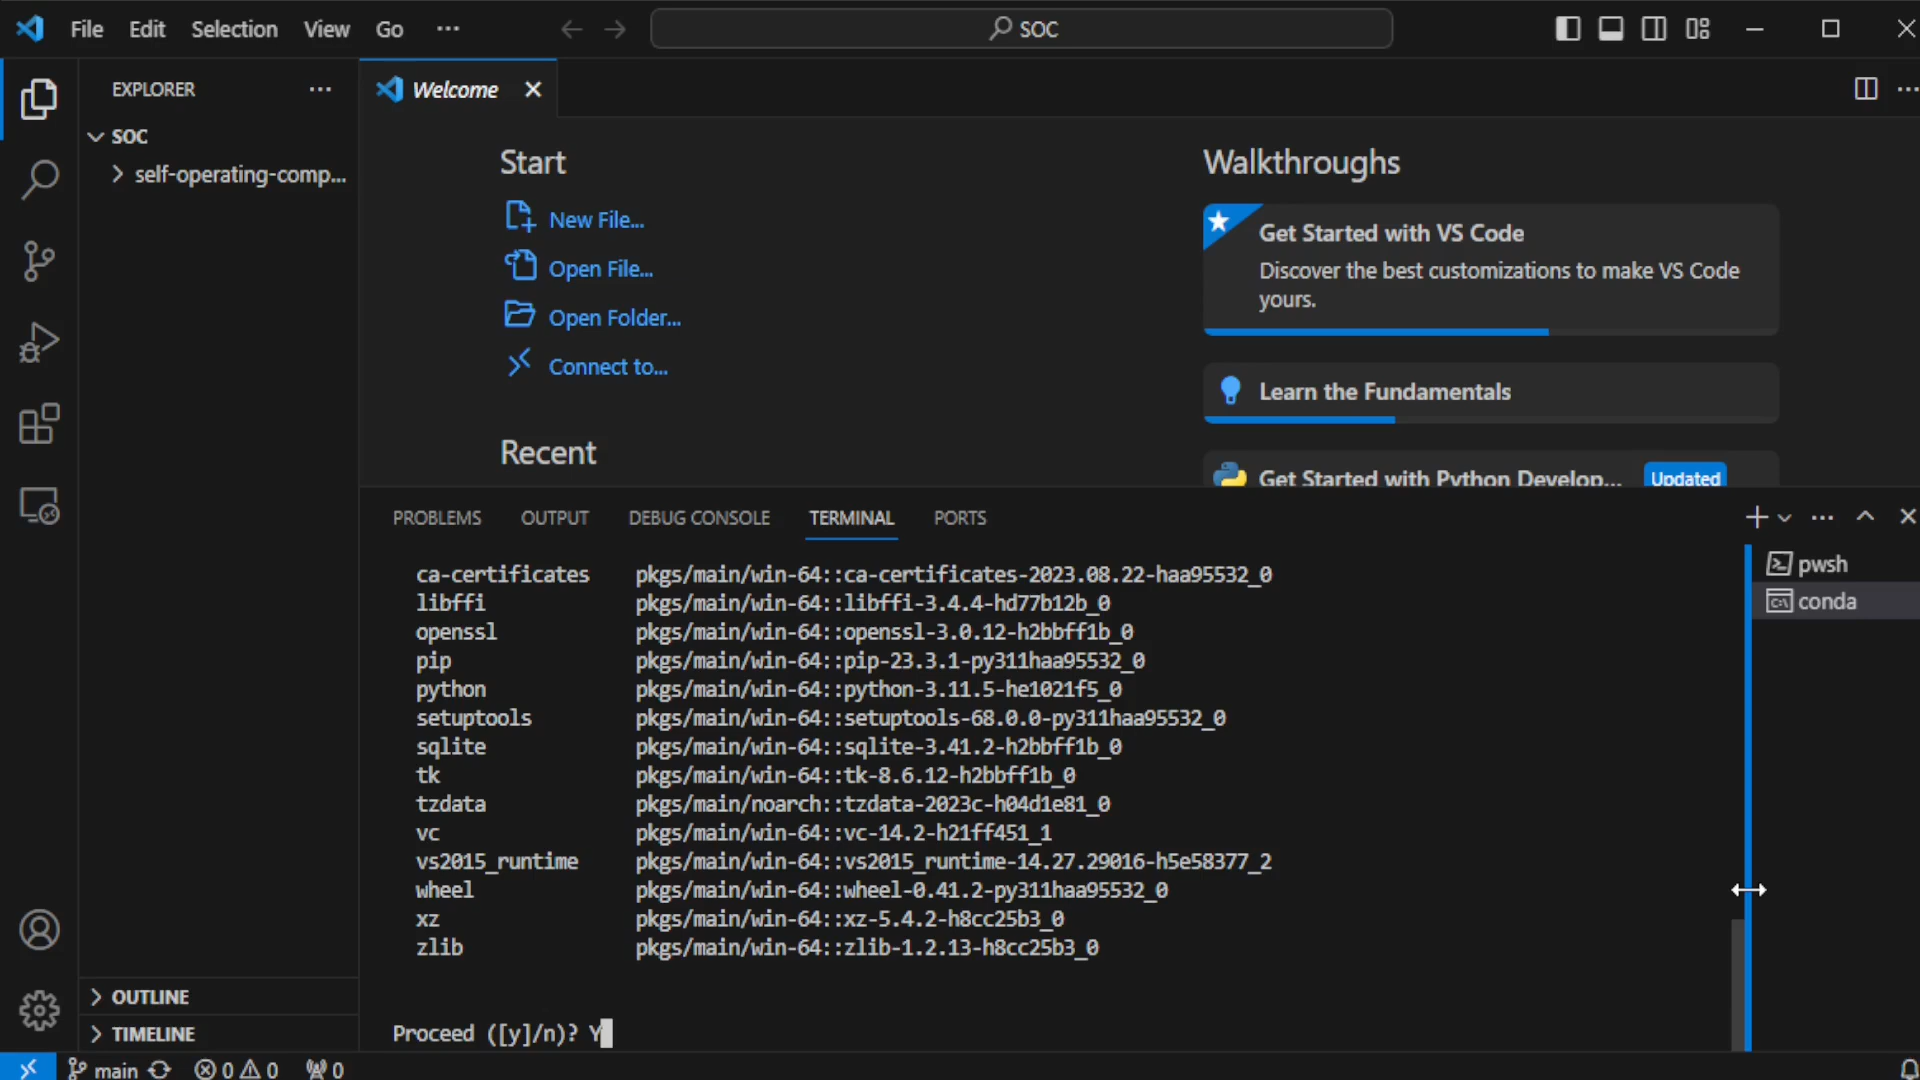 File Edit Selection View Go ··· SOC
EXPLORER ···
SOC
self-operating-comp...
Welcome
Start
New File...
Open File...
Open Folder...
Connect to...
Recent
Walkthroughs
Get Started with VS Code
Discover the best customizations to make VS Code
yours.
Learn the Fundamentals
Get Started with Python Develop... Updated
PROBLEMS OUTPUT DEBUG CONSOLE TERMINAL PORTS
ca-certificates pkgs/main/win-64::ca-certificates-2023.08.22-haa95532_0
libffi pkgs/main/win-64::libffi-3.4.4-hd77b12b_0
openssl pkgs/main/win-64::openssl-3.0.12-h2bbff1b_0
pip pkgs/main/win-64::pip-23.3.1-py311haa95532_0
python pkgs/main/win-64::python-3.11.5-he1021f5_0
setuptools pkgs/main/win-64::setuptools-68.0.0-py311haa95532_0
sqlite pkgs/main/win-64::sqlite-3.41.2-h2bbff1b_0
tk pkgs/main/win-64::tk-8.6.12-h2bbff1b_0
tzdata pkgs/main/noarch::tzdata-2023c-h04d1e81_0
vc pkgs/main/win-64::vc-14.2-h21ff451_1
vs2015_runtime pkgs/main/win-64::vs2015_runtime-14.27.29016-h5e58377_2
wheel pkgs/main/win-64::wheel-0.41.2-py311haa95532_0
xz pkgs/main/win-64::xz-5.4.2-h8cc25b3_0
zlib pkgs/main/win-64::zlib-1.2.13-h8cc25b3_0
Proceed ([y]/n)? Y
pwsh
conda
OUTLINE
TIMELINE
main 0 0 0